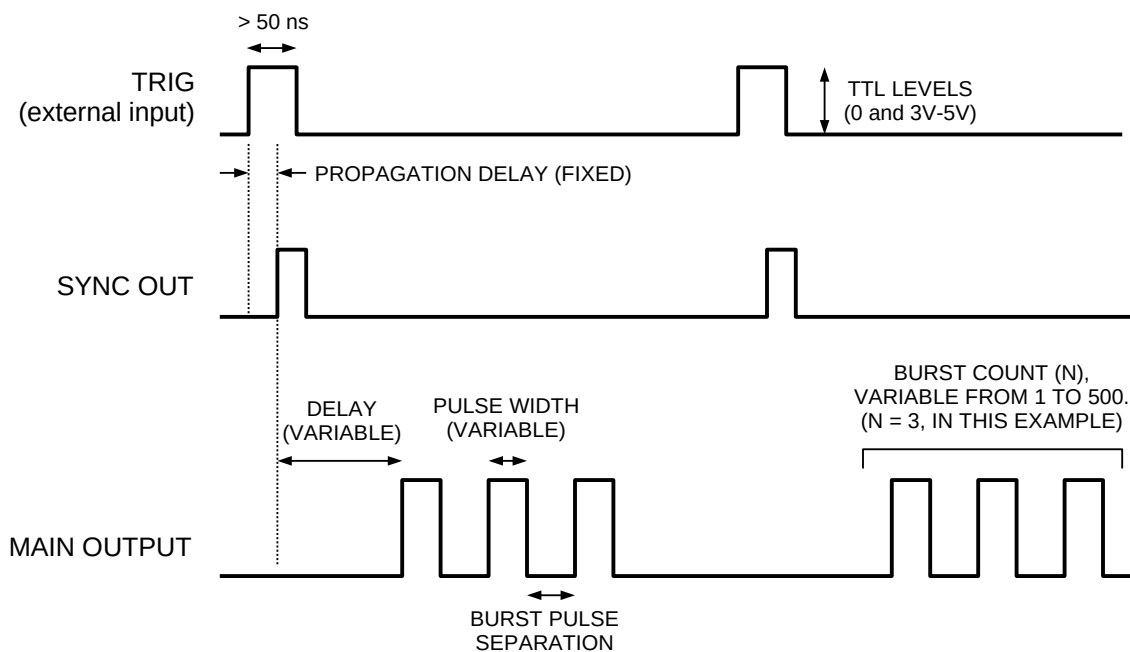 > 50 ns
TRIG
(external input)
TTL LEVELS
(0 and 3V-5V)
PROPAGATION DELAY (FIXED)
SYNC OUT
BURST COUNT (N),
VARIABLE FROM 1 TO 500.
(N = 3, IN THIS EXAMPLE)
DELAY
(VARIABLE)
PULSE WIDTH
(VARIABLE)
MAIN OUTPUT
BURST PULSE
SEPARATION